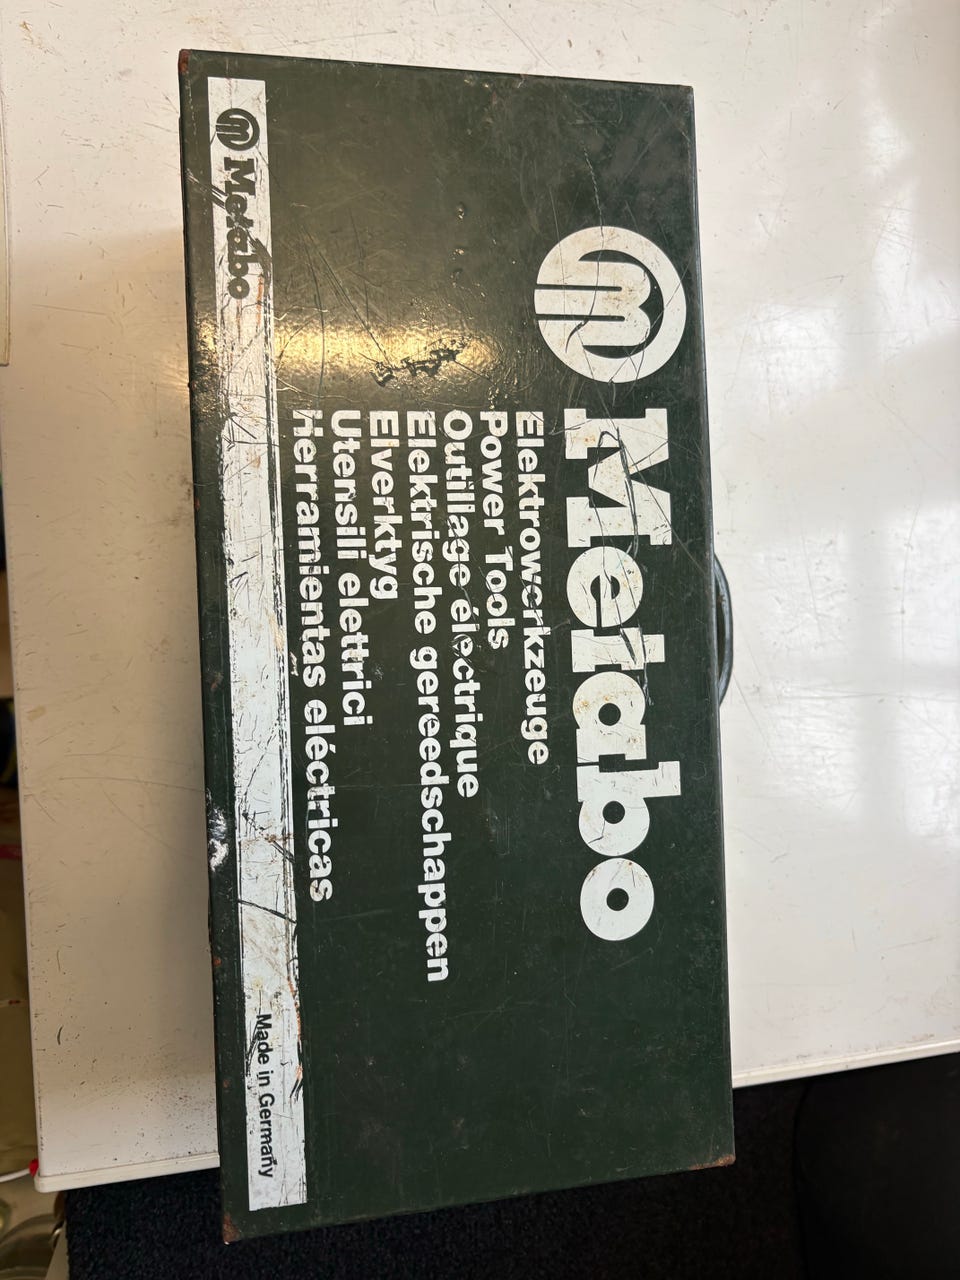 Metabo
Elektrowerkzeuge
Power Tools
Outillage électrique
Elektrische gereedschappen
Elverktyg
Utensili elettrici
Herramientas eléctricas
Metabo
Made in Germany